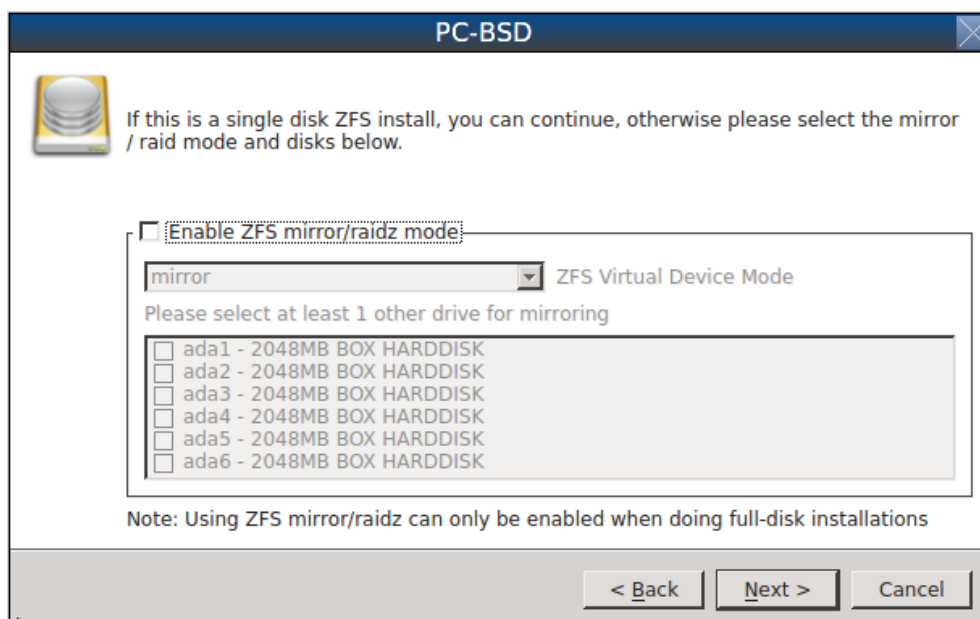 PC-BSD
If this is a single disk ZFS install, you can continue, otherwise please select the mirror
/ raid mode and disks below.
Enable ZFS mirror/raidz mode
mirror
ZFS Virtual Device Mode
Please select at least 1 other drive for mirroring
ada1 - 2048MB BOX HARDDISK
ada2 - 2048MB BOX HARDDISK
ada3 - 2048MB BOX HARDDISK
ada4 - 2048MB BOX HARDDISK
ada5 - 2048MB BOX HARDDISK
ada6 - 2048MB BOX HARDDISK
Note: Using ZFS mirror/raidz can only be enabled when doing full-disk installations
< Back
Next >
Cancel